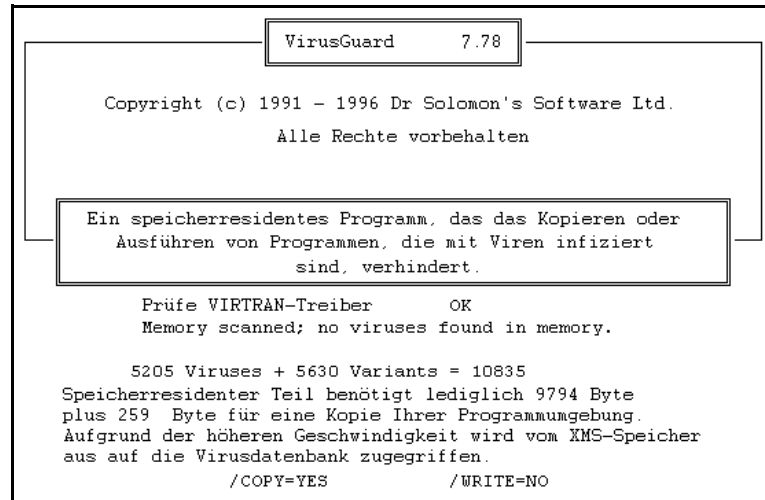 VirusGuard 7.78
Copyright (c) 1991 - 1996 Dr Solomon's Software Ltd.
Alle Rechte vorbehalten
Ein speicherresidentes Programm, das das Kopieren oder
Ausführen von Programmen, die mit Viren infiziert
sind, verhindert.
Prüfe VIRTRAN-Treiber OK
Memory scanned; no viruses found in memory.
5205 Viruses + 5630 Variants = 10835
Speicherresidenter Teil benötigt lediglich 9794 Byte
plus 259 Byte für eine Kopie Ihrer Programmumgebung.
Aufgrund der höheren Geschwindigkeit wird vom XMS-Speicher
aus auf die Virusdatenbank zugegriffen.
/COPY=YES /WRITE=NO